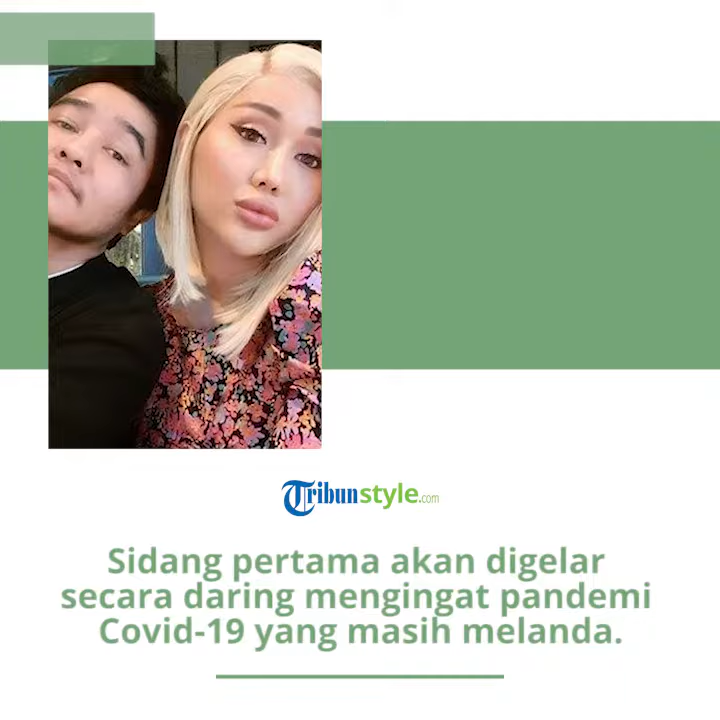 Tribunstyle.com
Sidang pertama akan digelar
secara daring mengingat pandemi
Covid-19 yang masih melanda.